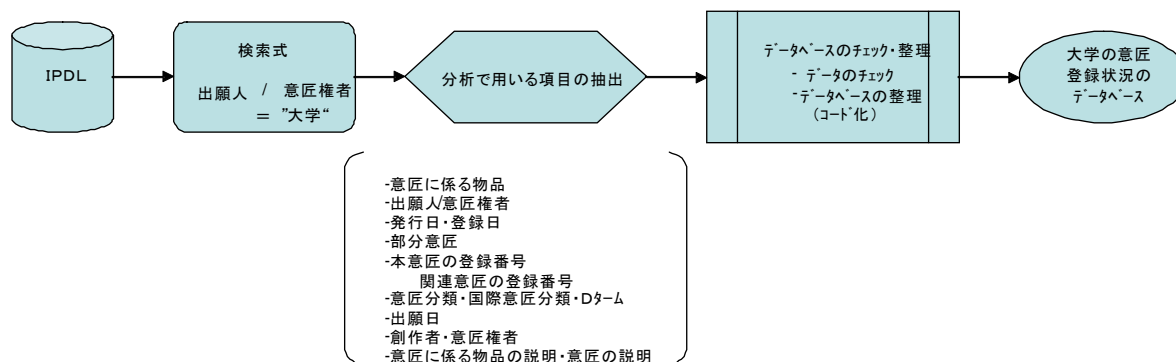 IPDL
検索式
出願人 / 意匠権者
= ”大学“
分析で用いる項目の抽出
ﾃﾞｰﾀﾍﾞｰｽのﾁｪｯｸ・整理
- ﾃﾞｰﾀのﾁｪｯｸ
-ﾃﾞｰﾀﾍﾞｰｽの整理
(ｺｰﾄﾞ化)
大学の意匠
登録状況の
ﾃﾞｰﾀﾍﾞｰｽ
-意匠に係る物品
-出願人/意匠権者
-発行日・登録日
-部分意匠
-本意匠の登録番号
関連意匠の登録番号
-意匠分類・国際意匠分類・Dﾀｰﾑ
-出願日
-創作者・意匠権者
-意匠に係る物品の説明・意匠の説明